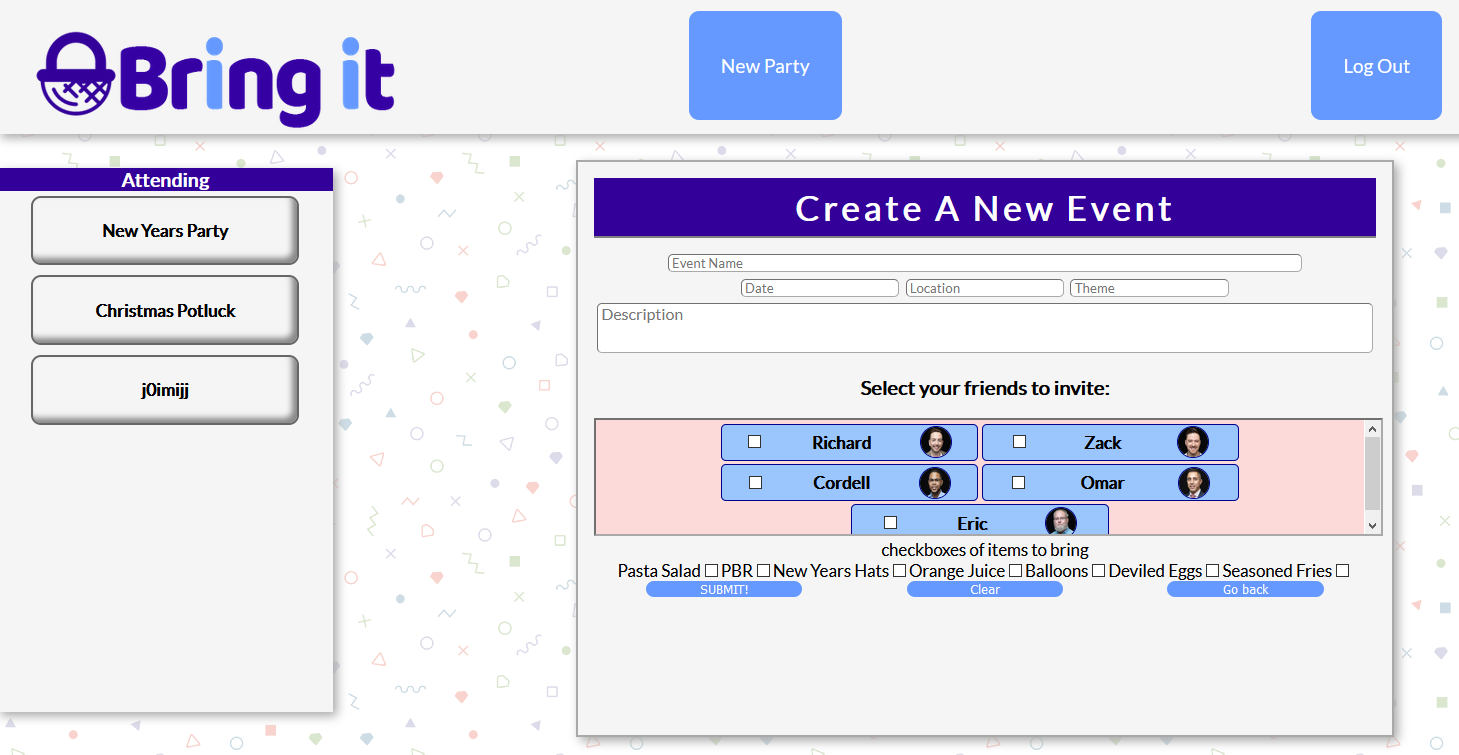 Bring it
New Party
Log Out
Attending
New Years Party
Christmas Potluck
j0imijj
Create A New Event
Event Name
Date Location Theme
Description
Select your friends to invite:
Richard Zack
Cordell Omar
Eric
checkboxes of items to bring
Pasta Salad PBR New Years Hats Orange Juice Balloons Deviled Eggs Seasoned Fries
SUBMIT! Clear Go back